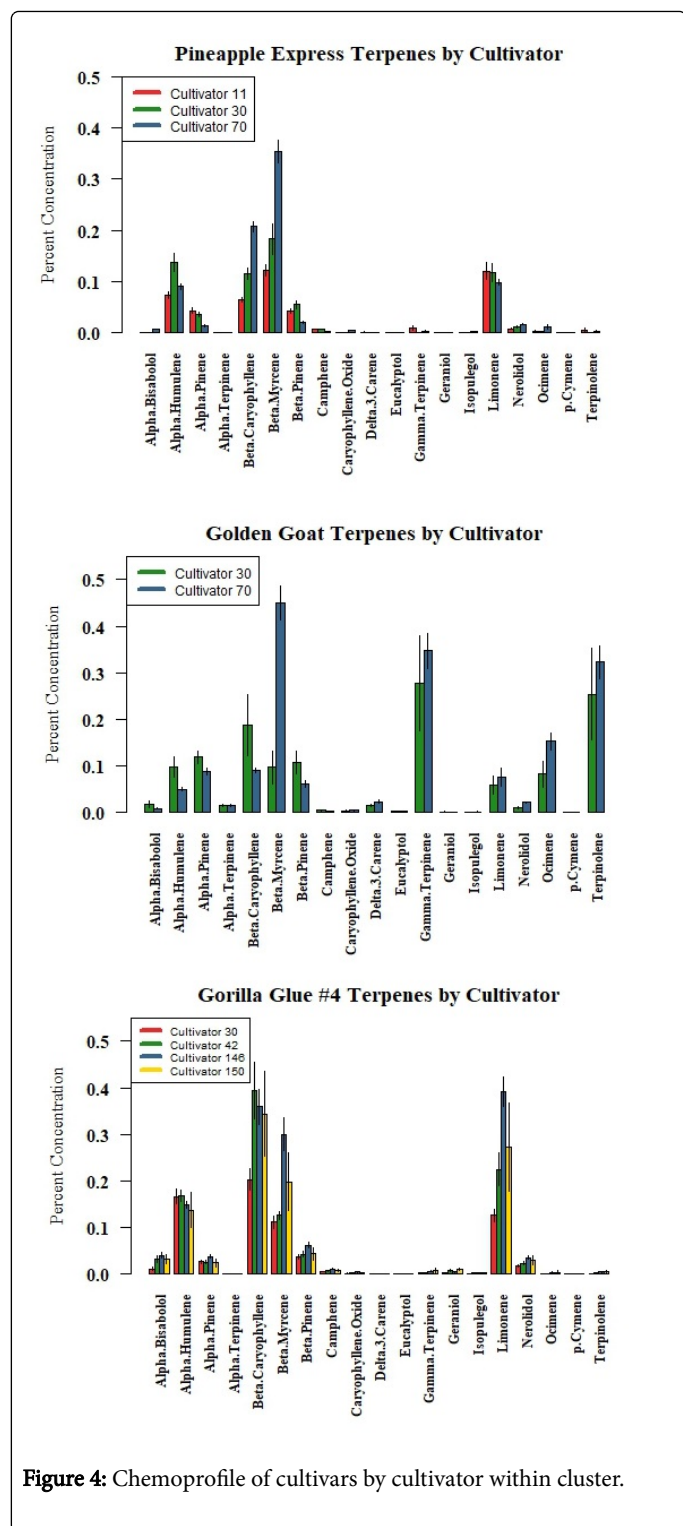 Pineapple Express Terpenes by Cultivator
Percent Concentration
0.5
0.4
0.3
0.2
0.1
0.0
Cultivator 11
Cultivator 30
Cultivator 70
Alpha.Bisabolol
Alpha.Humulene
Alpha.Pinene
Alpha.Terpinene
Beta.Caryophyllene
Beta.Myrcene
Beta.Pinene
Camphene
Caryophyllene.Oxide
Delta.3.Carene
Eucalyptol
Gamma.Terpinene
Geraniol
Isopulegol
Limonene
Nerolidol
Ocimene
p.Cymene
Terpinolene
Golden Goat Terpenes by Cultivator
Percent Concentration
0.5
0.4
0.3
0.2
0.1
0.0
Cultivator 30
Cultivator 70
Alpha.Bisabolol
Alpha.Humulene
Alpha.Pinene
Alpha.Terpinene
Beta.Caryophyllene
Beta.Myrcene
Beta.Pinene
Camphene
Caryophyllene.Oxide
Delta.3.Carene
Eucalyptol
Gamma.Terpinene
Geraniol
Isopulegol
Limonene
Nerolidol
Ocimene
p.Cymene
Terpinolene
Gorilla Glue #4 Terpenes by Cultivator
Percent Concentration
0.5
0.4
0.3
0.2
0.1
0.0
Cultivator 30
Cultivator 42
Cultivator 146
Cultivator 150
Alpha.Bisabolol
Alpha.Humulene
Alpha.Pinene
Alpha.Terpinene
Beta.Caryophyllene
Beta.Myrcene
Beta.Pinene
Camphene
Caryophyllene.Oxide
Delta.3.Carene
Eucalyptol
Gamma.Terpinene
Geraniol
Isopulegol
Limonene
Nerolidol
Ocimene
p.Cymene
Terpinolene
Figure 4: Chemoprofile of cultivars by cultivator within cluster.